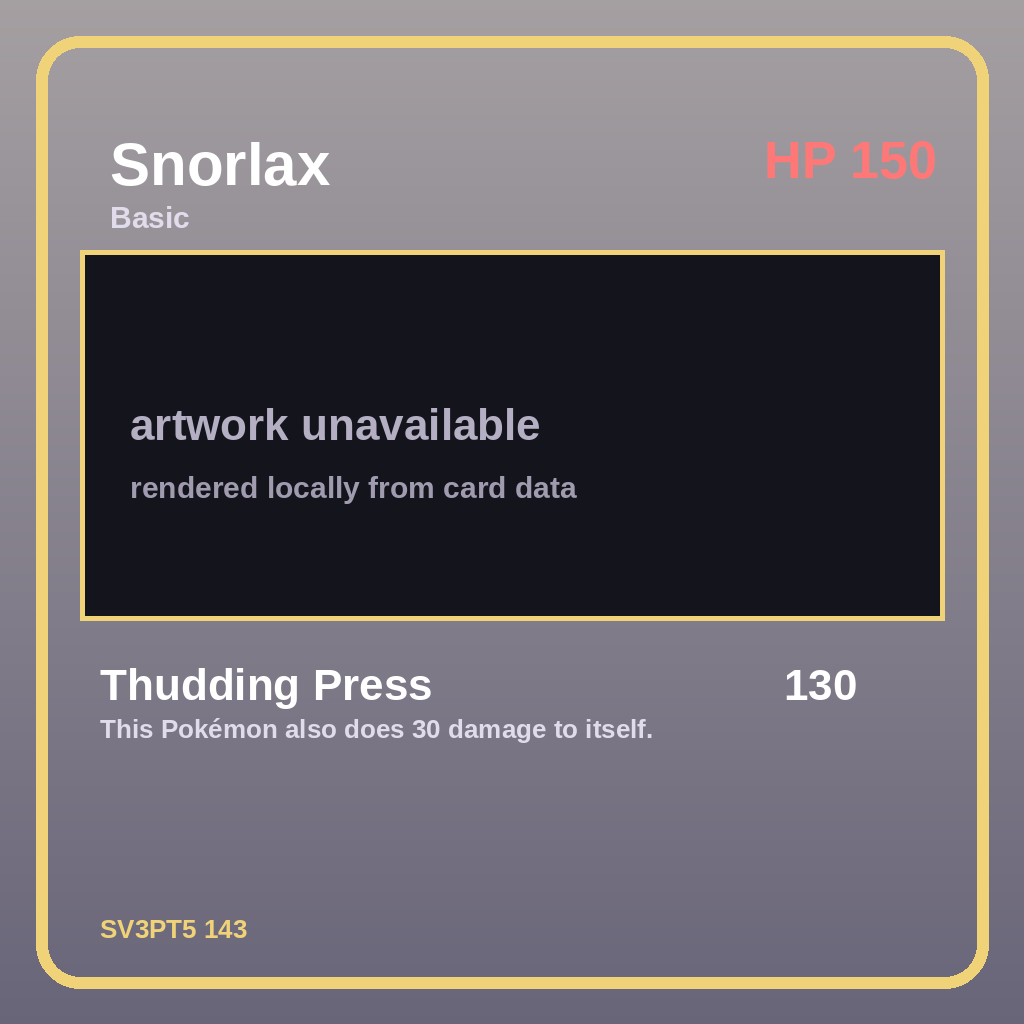 Snorlax
HP 150
Basic
artwork unavailable
rendered locally from card data
Thudding Press 130
This Pokémon also does 30 damage to itself.
SV3PT5 143